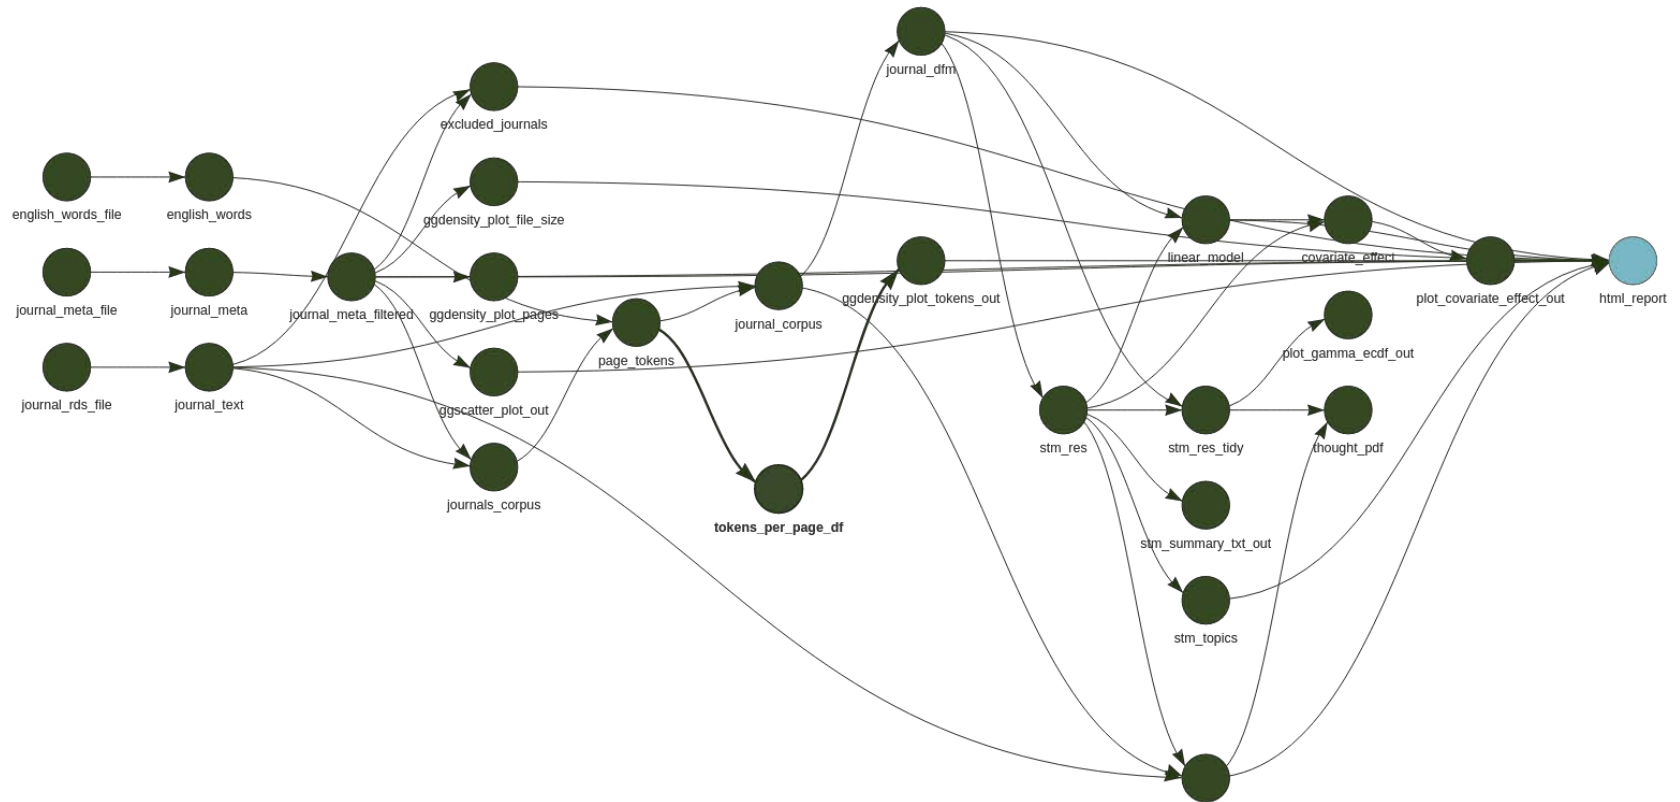 journal_dfm
excluded_journals
english_words_file
english_words
ggdensity_plot_file_size
linear_model
covariate_effect
journal_meta_file
journal_meta
journal_meta_filtered
ggdensity_plot_pages
journal_corpus
ggdensity_plot_tokens_out
plot_covariate_effect_out
html_report
page_tokens
plot_gamma_ecdf_out
journal_rds_file
journal_text
ggscatter_plot_out
stm_res
stm_res_tidy
thought_pdf
journals_corpus
tokens_per_page_df
stm_summary_txt_out
stm_topics